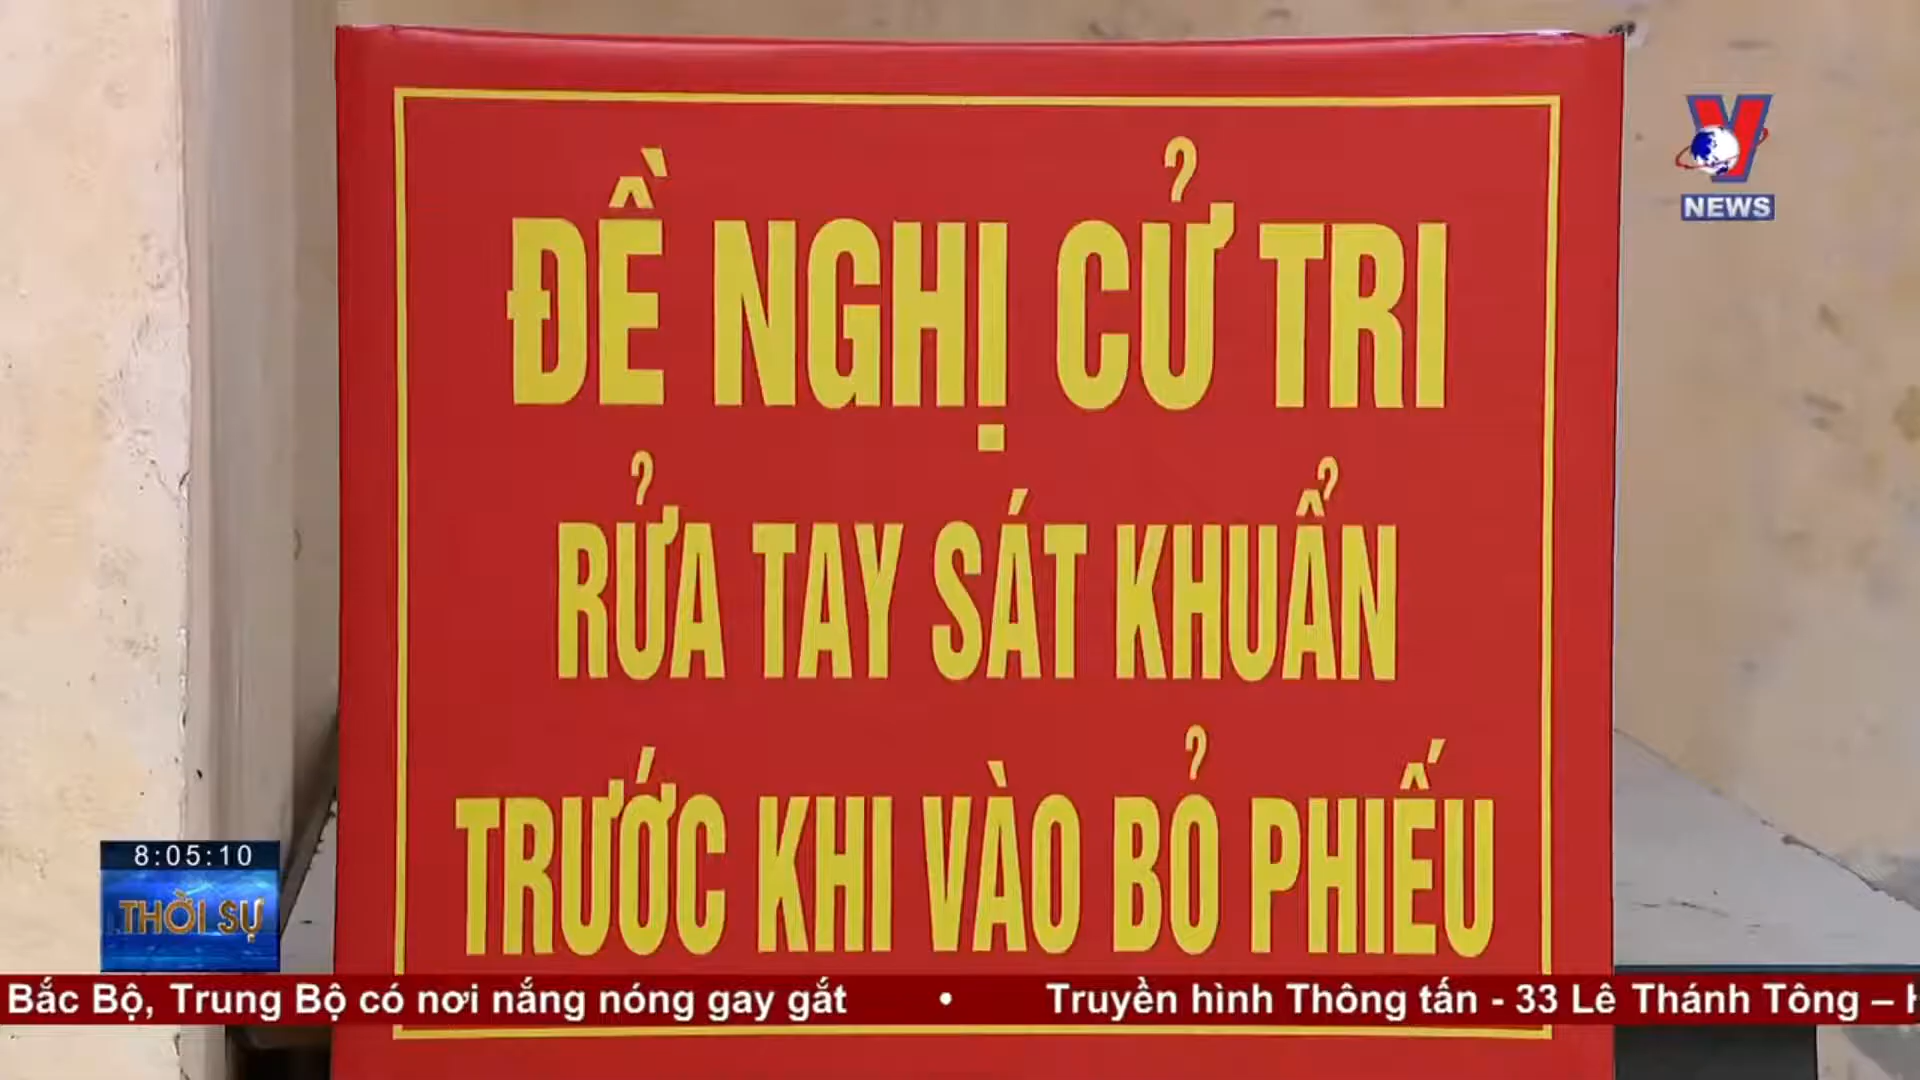 ĐỀ NGHỊ CỬ TRI
RỬA TAY SÁT KHUẨN
TRƯỚC KHI VÀO BỎ PHIẾU
NEWS
8:05:10
THỜI SỰ
Bắc Bộ, Trung Bộ có nơi nắng nóng gay gắt • Truyền hình Thông tấn - 33 Lê Thánh Tông –